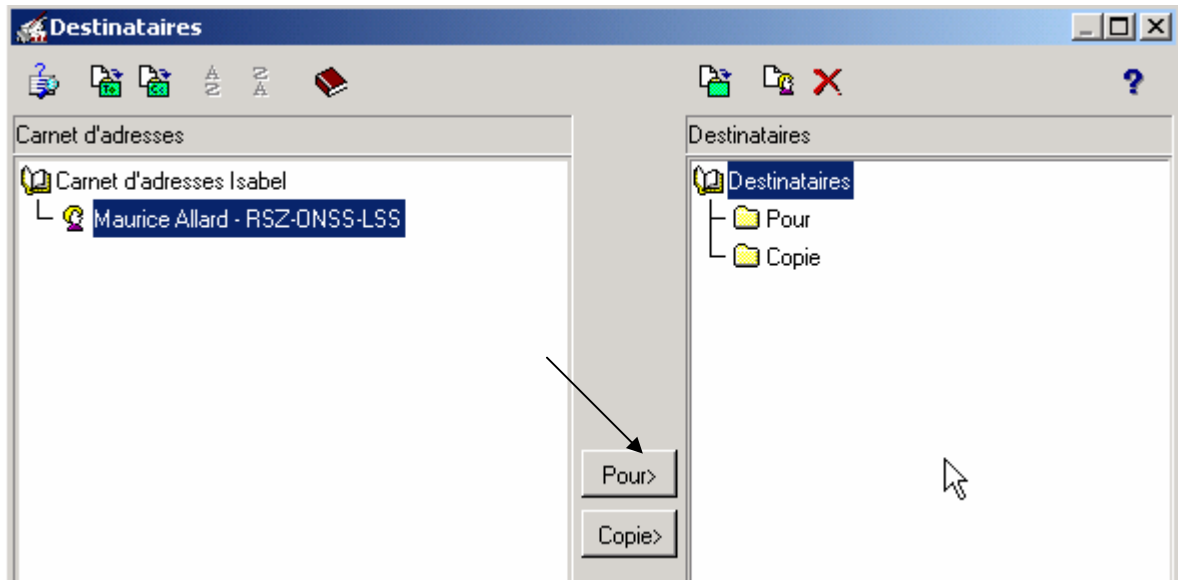 Destinataires
Carnet d'adresses
Destinataires
Carnet d'adresses Isabel
Maurice Allard - RSZ-ONSS-LSS
Destinataires
Pour
Copie
Pour>
Copie>